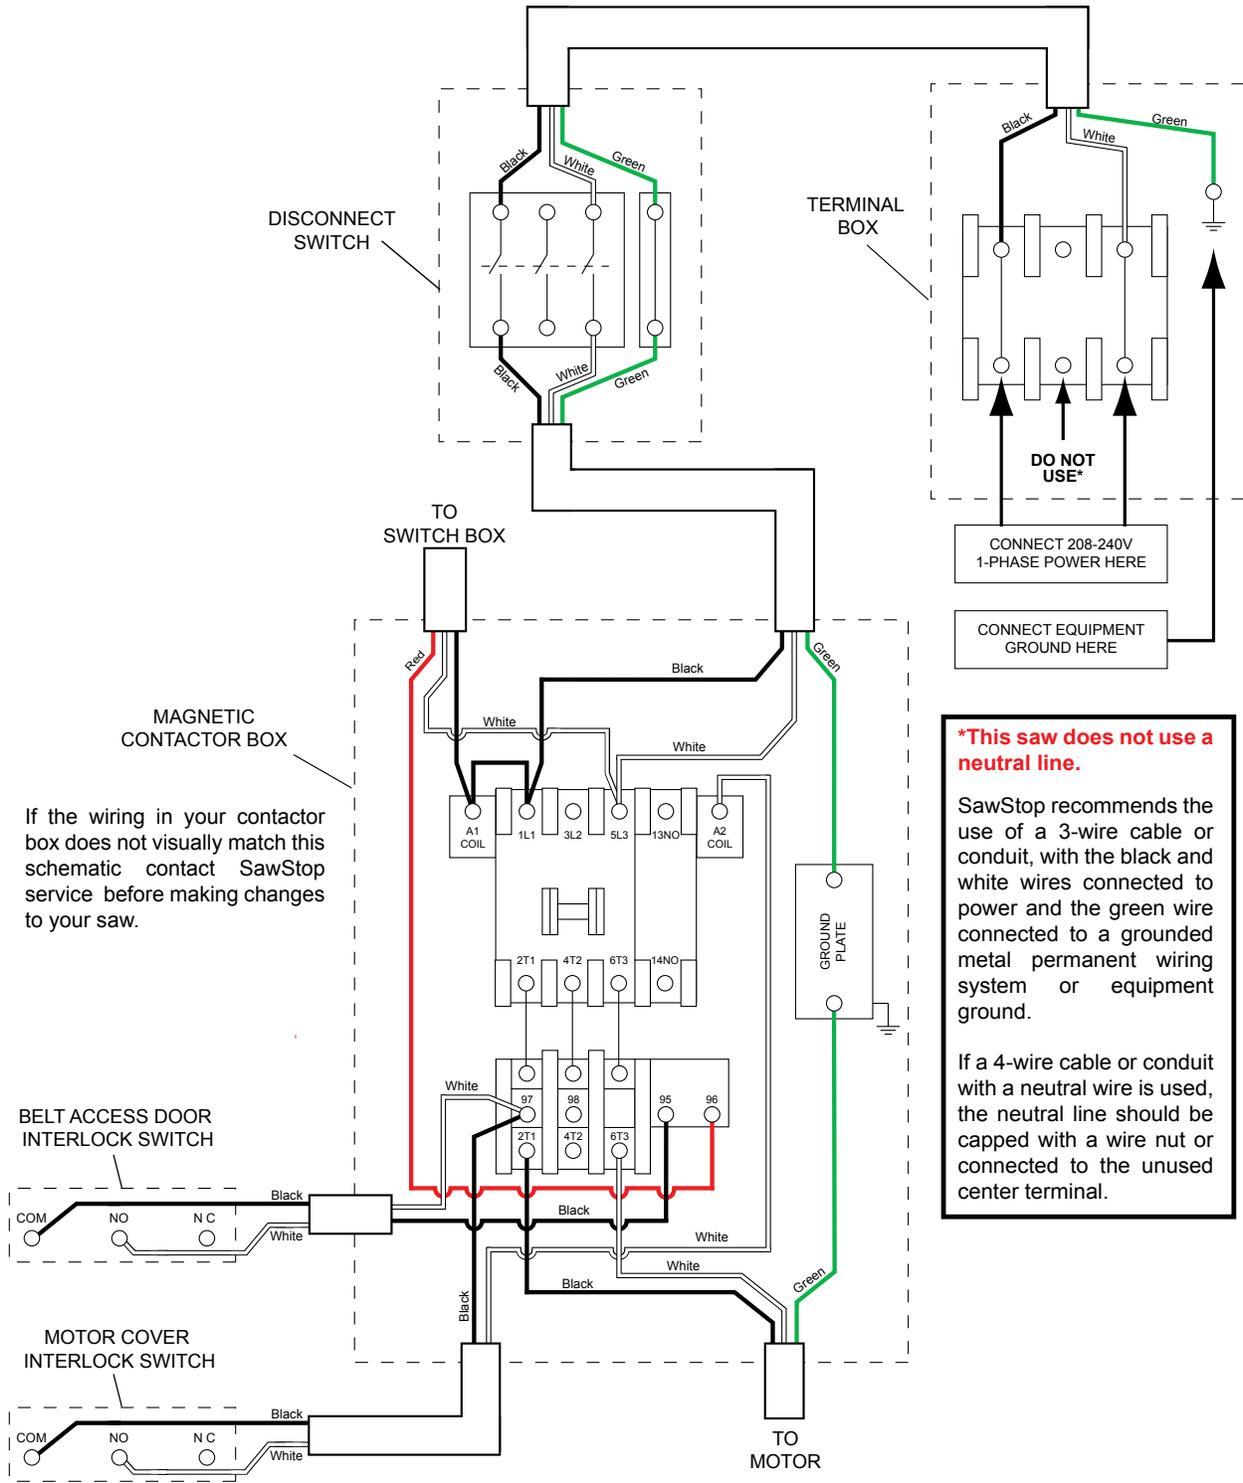 Black
White
Green
DISCONNECT
SWITCH
Black
White
Green
Black
White
Green
TERMINAL
BOX
DO NOT
USE*
CONNECT 208-240V
1-PHASE POWER HERE
CONNECT EQUIPMENT
GROUND HERE
TO
SWITCH BOX
Red
Black
Green
White
White
MAGNETIC
CONTACTOR BOX
If the wiring in your contactor
box does not visually match this
schematic contact SawStop
service before making changes
to your saw.
A1
COIL
1L1
3L2
5L3
13NO
A2
COIL
2T1
4T2
6T3
14NO
GROUND
PLATE
White
97
98
95
96
2T1
4T2
6T3
Black
White
White
Black
Black
Green
BELT ACCESS DOOR
INTERLOCK SWITCH
COM
NO
N C
Black
White
MOTOR COVER
INTERLOCK SWITCH
COM
NO
N C
Black
White
TO
MOTOR
*This saw does not use a
neutral line.
SawStop recommends the
use of a 3-wire cable or
conduit, with the black and
white wires connected to
power and the green wire
connected to a grounded
metal permanent wiring
system or equipment
ground.
If a 4-wire cable or conduit
with a neutral wire is used,
the neutral line should be
capped with a wire nut or
connected to the unused
center terminal.